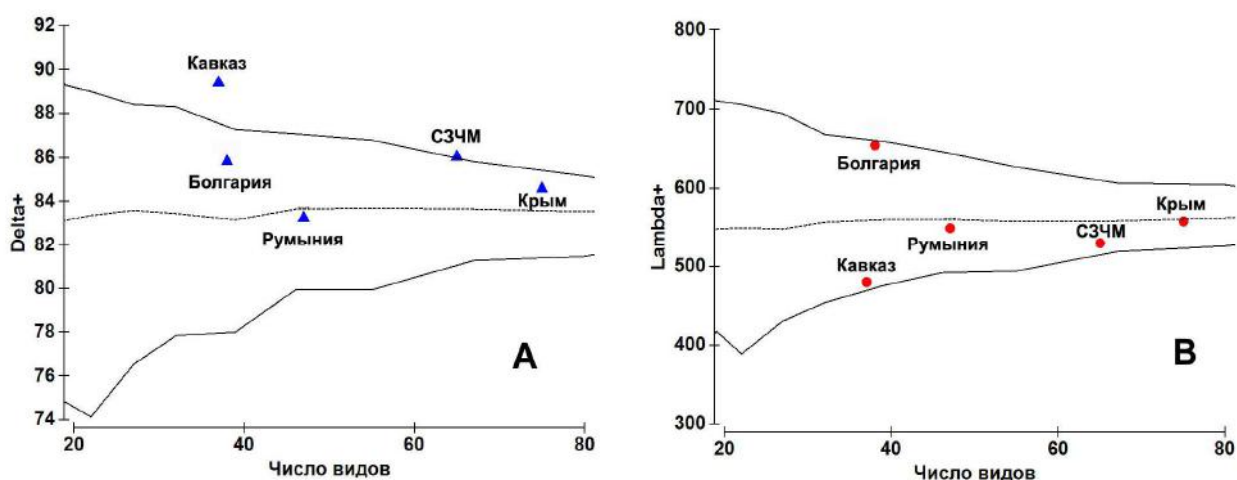 92
90
88
86
84
82
80
78
76
74
Delta+
Кавказ
Болгария
Румыния
СЗЧМ
Крым
A
20
40
60
80
Число видов
800
700
600
500
400
300
Lambda+
Болгария
Крым
Румыния
СЗЧМ
Кавказ
B
20
40
60
80
Число видов